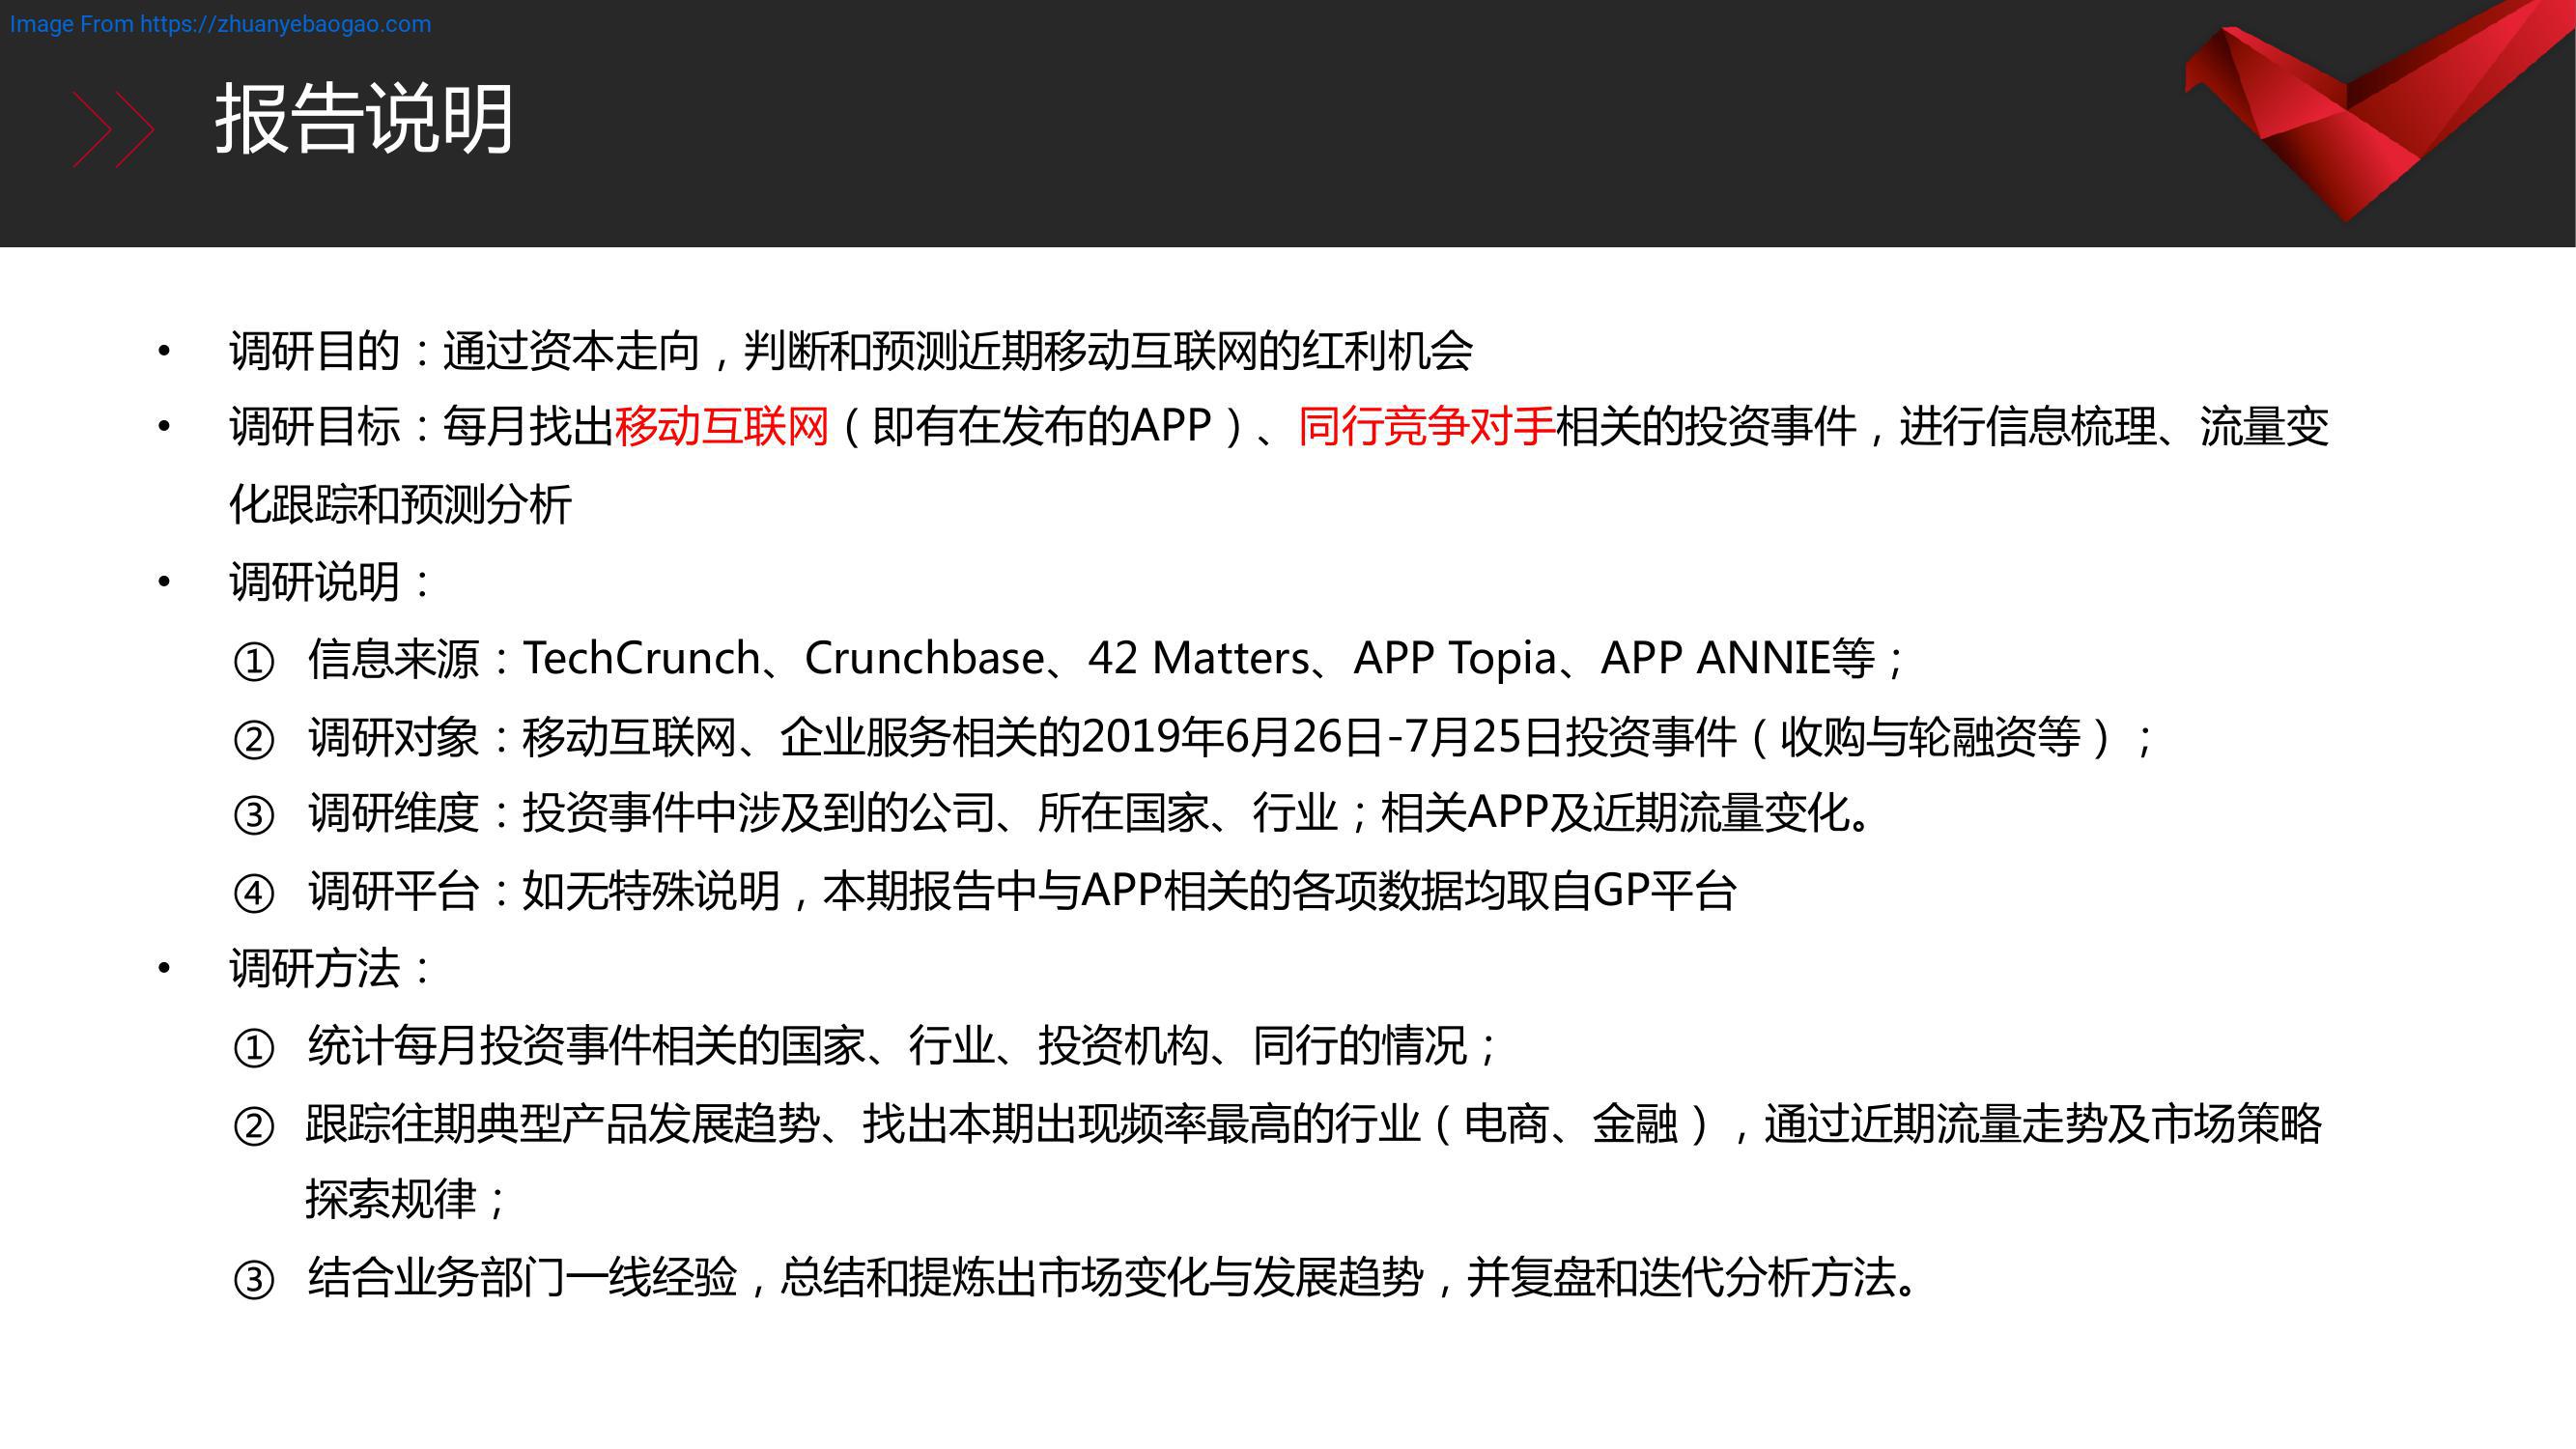 Image From https://zhuanyebaogao.com
报告说明
• 调研目的：通过资本走向，判断和预测近期移动互联网的红利机会
• 调研目标：每月找出移动互联网（即有在发布的APP）、同行竞争对手相关的投资事件，进行信息梳理、流量变
化跟踪和预测分析
• 调研说明：
① 信息来源：TechCrunch、Crunchbase、42 Matters、APP Topia、APP ANNIE等；
② 调研对象：移动互联网、企业服务相关的2019年6月26日-7月25日投资事件（收购与轮融资等）；
③ 调研维度：投资事件中涉及到的公司、所在国家、行业；相关APP及近期流量变化。
④ 调研平台：如无特殊说明，本期报告中与APP相关的各项数据均取自GP平台
• 调研方法：
① 统计每月投资事件相关的国家、行业、投资机构、同行的情况；
② 跟踪往期典型产品发展趋势、找出本期出现频率最高的行业（电商、金融），通过近期流量走势及市场策略
探索规律；
③ 结合业务部门一线经验，总结和提炼出市场变化与发展趋势，并复盘和迭代分析方法。